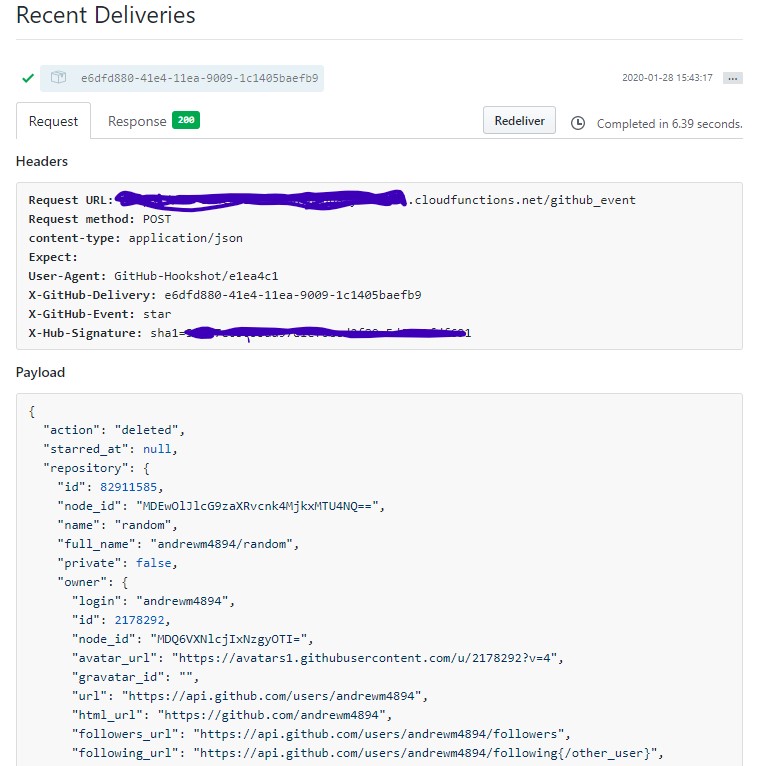 Recent Deliveries
e6dfd880-41e4-11ea-9009-1c1405baefb9 2020-01-28 15:43:17 ...
Request Response 200 Redeliver Completed in 6.39 seconds.
Headers
Request URL: .cloudfunctions.net/github_event
Request method: POST
content-type: application/json
Expect:
User-Agent: GitHub-Hookshot/e1ea4c1
X-GitHub-Delivery: e6dfd880-41e4-11ea-9009-1c1405baefb9
X-GitHub-Event: star
X-Hub-Signature: sha1=
Payload
{
"action": "deleted",
"starred_at": null,
"repository": {
"id": 82911585,
"node_id": "MDEwOlJlcG9zaXRvcnk4MjkxMTU4NQ==",
"name": "random",
"full_name": "andrewm4894/random",
"private": false,
"owner": {
"login": "andrewm4894",
"id": 2178292,
"node_id": "MDQ6VXNlcjIxNzgyOTI=",
"avatar_url": "https://avatars1.githubusercontent.com/u/2178292?v=4",
"gravatar_id": "",
"url": "https://api.github.com/users/andrewm4894",
"html_url": "https://github.com/andrewm4894",
"followers_url": "https://api.github.com/users/andrewm4894/followers",
"following_url": "https://api.github.com/users/andrewm4894/following{/other_user}",